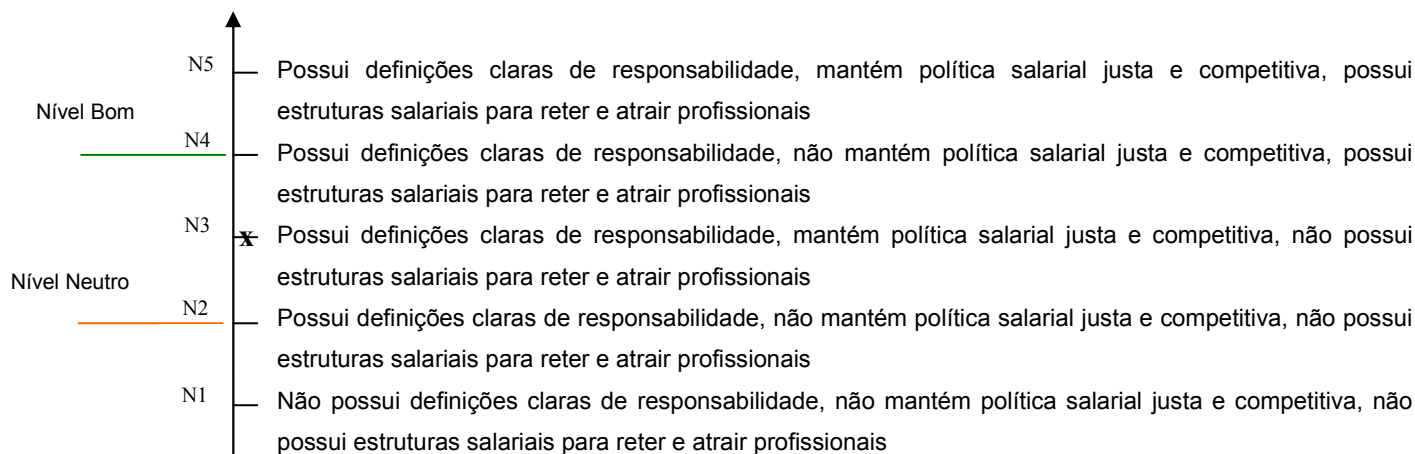 N5 Possui definições claras de responsabilidade, mantém política salarial justa e competitiva, possui
estruturas salariais para reter e atrair profissionais
Nível Bom
N4 Possui definições claras de responsabilidade, não mantém política salarial justa e competitiva, possui
estruturas salariais para reter e atrair profissionais
N3 x Possui definições claras de responsabilidade, mantém política salarial justa e competitiva, não possui
estruturas salariais para reter e atrair profissionais
Nível Neutro
N2 Possui definições claras de responsabilidade, não mantém política salarial justa e competitiva, não possui
estruturas salariais para reter e atrair profissionais
N1 Não possui definições claras de responsabilidade, não mantém política salarial justa e competitiva, não
possui estruturas salariais para reter e atrair profissionais